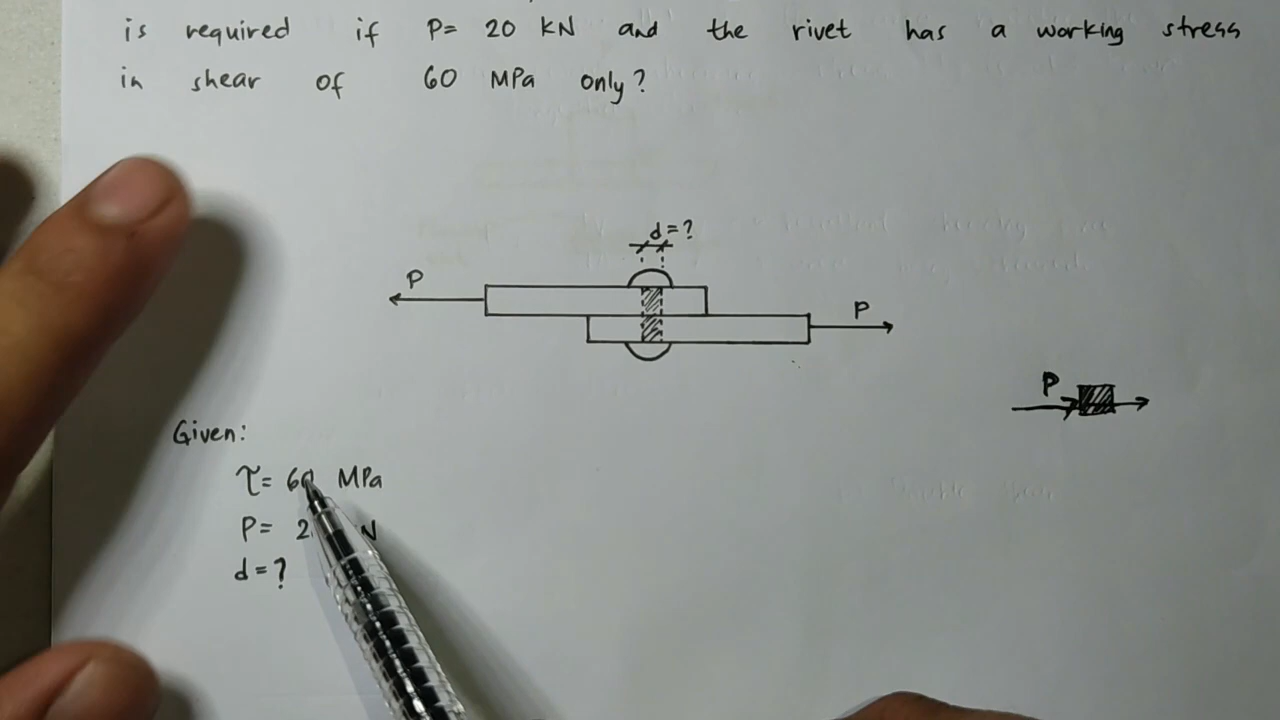 is required if P= 20 kN and the rivet has a working stress
in shear of 60 MPa only?
d=?
P
P
P
Given:
τ= 60 MPa
P= 2 N
d=?